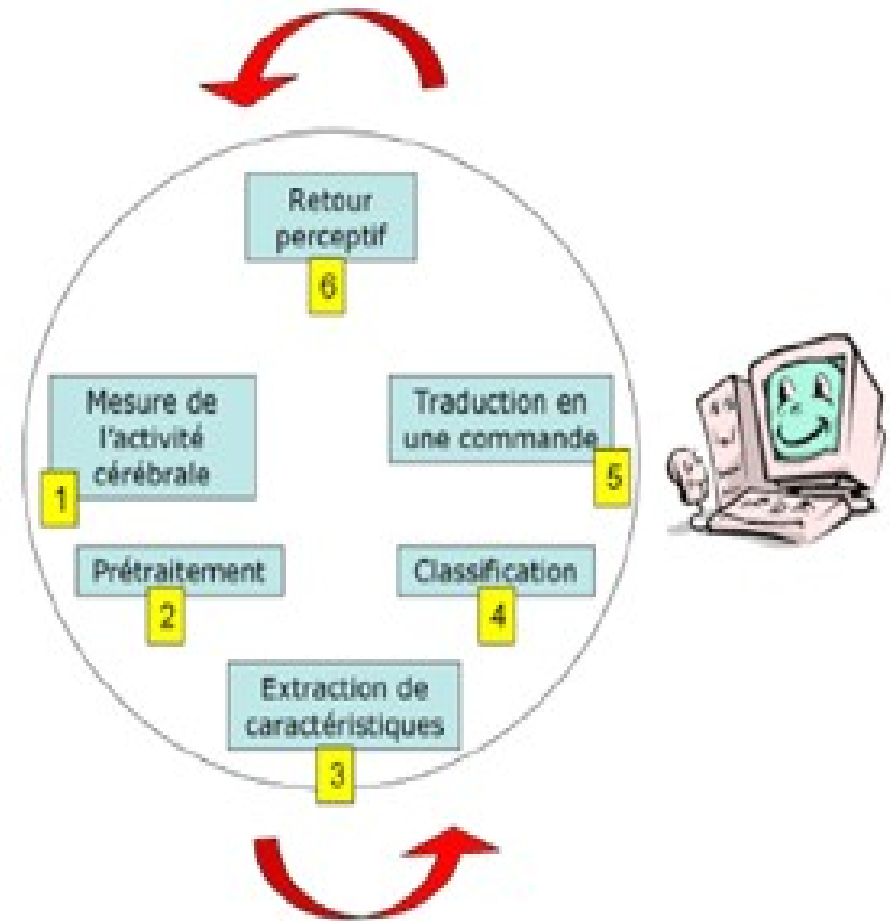 Retour
perceptif
6
Mesure de
l'activité
cérébrale
1
Traduction en
une commande
5
Prétraitement
2
Classification
4
Extraction de
caractéristiques
3